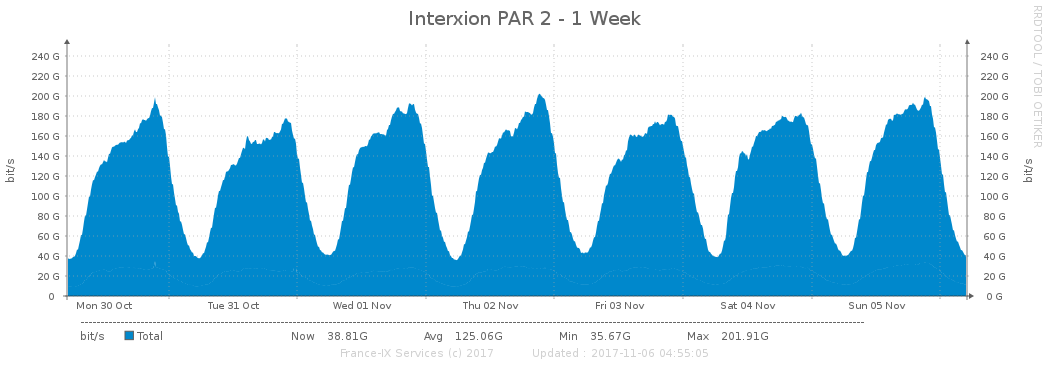 Interxion PAR 2 - 1 Week
RRDTOOL / TOBI OETIKER
240 G 240 G
220 G 220 G
200 G 200 G
180 G 180 G
160 G 160 G
140 G 140 G
120 G 120 G
100 G 100 G
80 G 80 G
60 G 60 G
40 G 40 G
20 G 20 G
0 0 G
bit/s
bit/s
Mon 30 Oct Tue 31 Oct Wed 01 Nov Thu 02 Nov Fri 03 Nov Sat 04 Nov Sun 05 Nov
bit/s Total Now 38.81G Avg 125.06G Min 35.67G Max 201.91G
France-IX Services (c) 2017 Updated : 2017-11-06 04:55:05